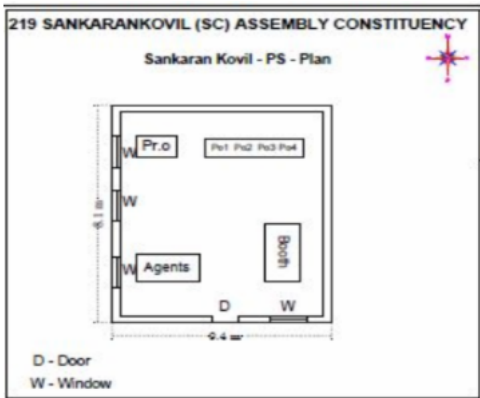 219 SANKARANKOVIL (SC) ASSEMBLY CONSTITUENCY
Sankaran Kovil - PS - Plan
W Pr.o Po1 Po2 Po3 Po4
W
W Agents Booth
D W
D - Door
W - Window